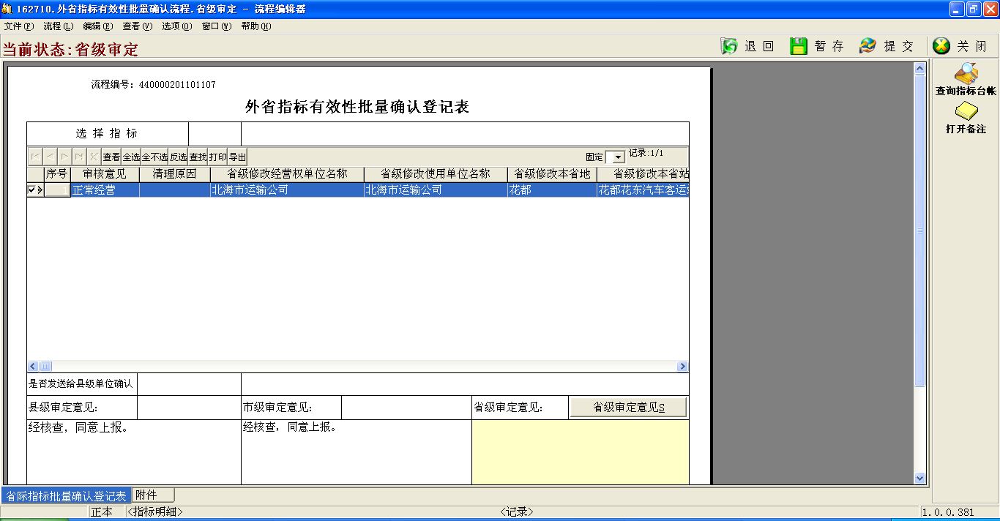 162710.外省指标有效性批量确认流程.省级审定 - 流程编辑器
文件(F) 流程(L) 编辑(E) 查看(V) 选项(O) 窗口(W) 帮助(H)
当前状态:省级审定 退回 暂存 提交 关闭
查询指标台帐
打开备注
流程编号: 440000201101107
外省指标有效性批量确认登记表
选择指标
查看 全选 全不选 反选 查找 打印 导出 固定 记录:1/1
序号 审核意见 清理原因 省级修改经营权单位名称 省级修改使用单位名称 省级修改本省地 省级修改本省站
1 正常经营 北海市运输公司 北海市运输公司 花都 花都花东汽车客运
是否发送给县级单位确认
县级审定意见: 市级审定意见: 省级审定意见: 省级审定意见S
经核查，同意上报。 经核查，同意上报。
省际指标批量确认登记表 附件
正本 <指标明细> <记录> 1.0.0.381